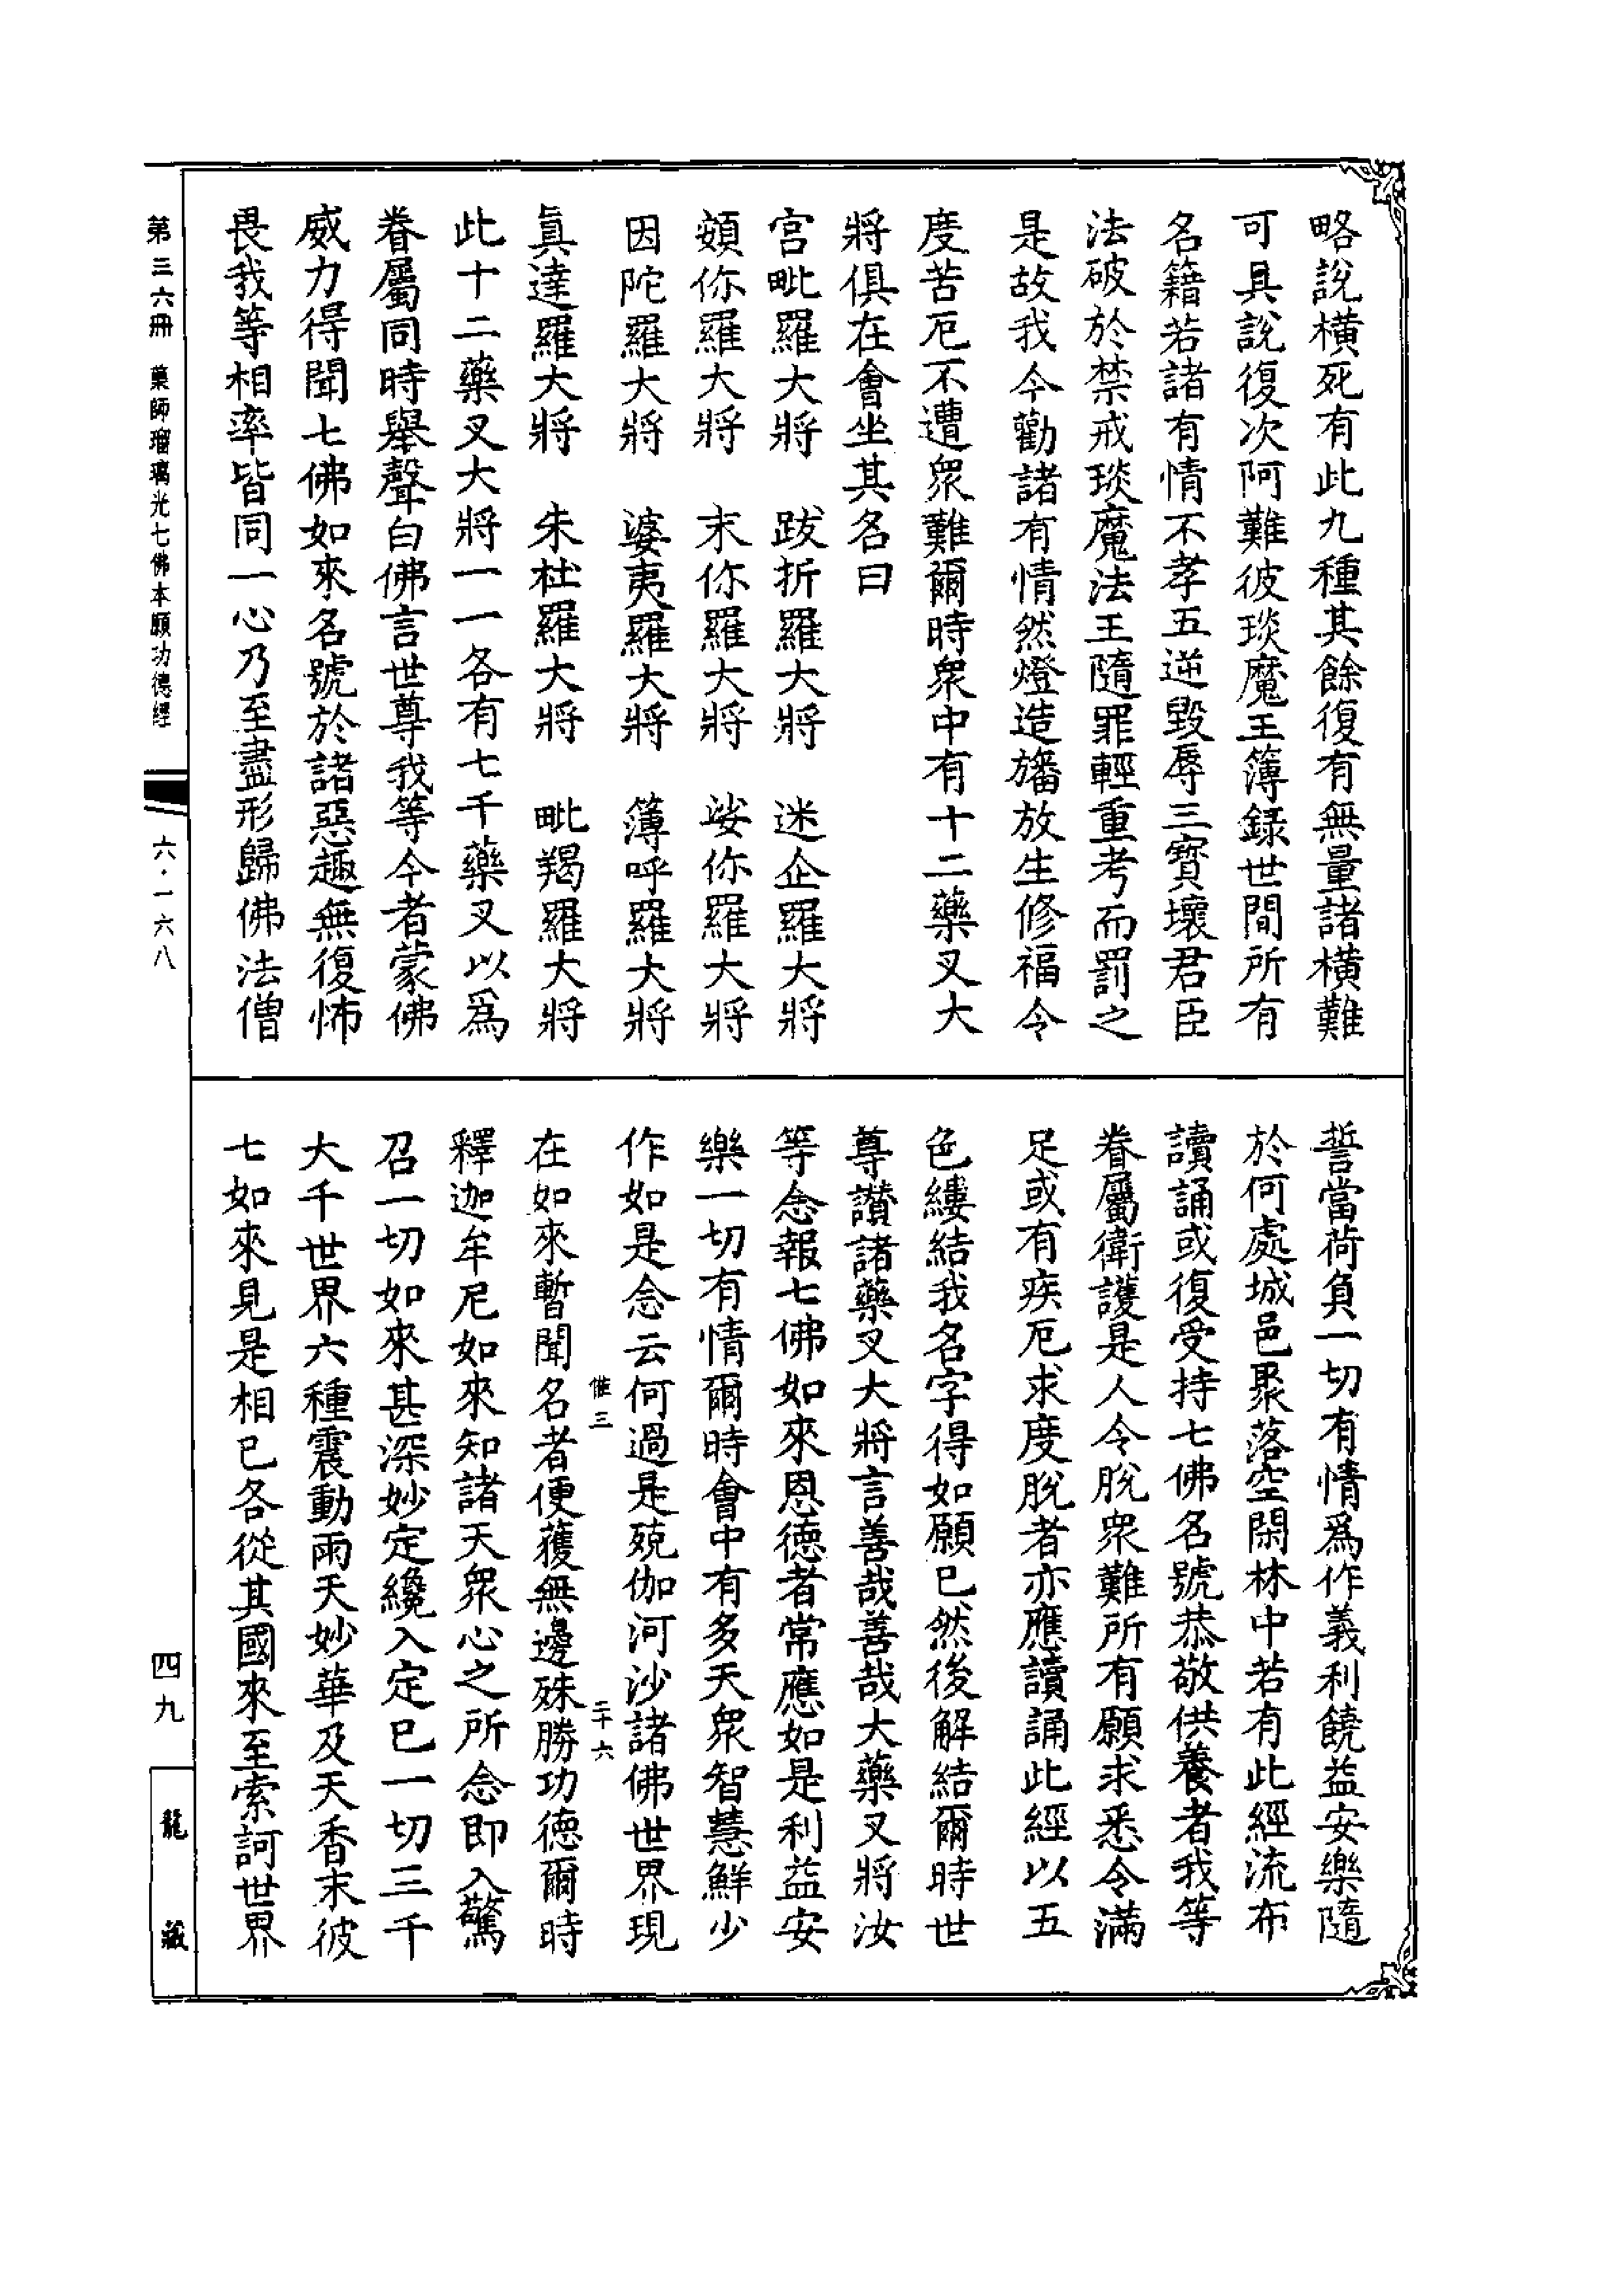 略說橫死有此九種其餘復有無量諸橫難
可具說復次阿難彼琰魔王簿録世間所有
名籍若諸有情不孝五逆毀辱三寶壞君臣
法破於禁戒琰魔法王隨罪輕重考而罰之
是故我今勸諸有情然燈造旛放生修福令
度苦厄不遭衆難爾時衆中有十二藥叉大
將俱在會坐其名曰
宮毗羅大將　跋折羅大將　迷企羅大將
頞你羅大將　末你羅大將　娑你羅大將
因陀羅大將　婆夷羅大將　簿呼羅大將
真達羅大將　朱杜羅大將　毗羯羅大將
此十二藥叉大將一一各有七千藥叉以爲
眷屬同時舉聲白佛言世尊我等今者蒙佛
威力得聞七佛如來名號於諸惡趣無復怖
畏我等相率皆同一心乃至盡形歸佛法僧
誓當荷負一切有情爲作義利饒益安樂隨
於何處城邑聚落空閑林中若有此經流布
讀誦或復受持七佛名號恭敬供養者我等
眷屬衛護是人令脫衆難所有願求悉令滿
足或有疾厄求度脫者亦應讀誦此經以五
色縷結我名字得如願已然後解結爾時世
尊讃諸藥叉大將言善哉善哉大藥叉將汝
等念報七佛如來恩德者常應如是利益安
樂一切有情爾時會中有多天衆智慧鮮少
作如是念云何過是殑伽河沙諸佛世界現
催三　二十六
在如來暫聞名者便獲無邊殊勝功德爾時
釋迦牟尼如來知諸天衆心之所念即入驚
召一切如來甚深妙定纔入定已一切三千
大千世界六種震動雨天妙華及天香末彼
七如來見是相已各從其國來至索訶世界
第三六冊　藥師瑠璃光七佛本願功德經
六·一六八
四九
龍藏